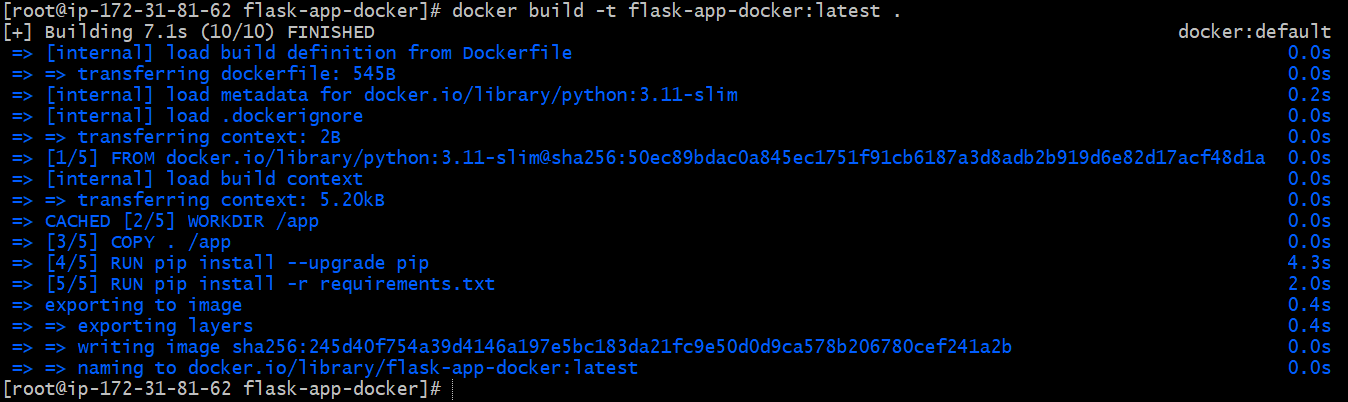 [root@ip-172-31-81-62 flask-app-docker]# docker build -t flask-app-docker:latest .
[+] Building 7.1s (10/10) FINISHED docker:default
=> [internal] load build definition from Dockerfile 0.0s
=> => transferring dockerfile: 545B 0.0s
=> [internal] load metadata for docker.io/library/python:3.11-slim 0.2s
=> [internal] load .dockerignore 0.0s
=> => transferring context: 2B 0.0s
=> [1/5] FROM docker.io/library/python:3.11-slim@sha256:50ec89bdac0a845ec1751f91cb6187a3d8adb2b919d6e82d17acf48d1a 0.0s
=> [internal] load build context 0.0s
=> => transferring context: 5.20kB 0.0s
=> CACHED [2/5] WORKDIR /app 0.0s
=> [3/5] COPY . /app 0.0s
=> [4/5] RUN pip install --upgrade pip 4.3s
=> [5/5] RUN pip install -r requirements.txt 2.0s
=> exporting to image 0.4s
=> => exporting layers 0.4s
=> => writing image sha256:245d40f754a39d4146a197e5bc183da21fc9e50d0d9ca578b206780cef241a2b 0.0s
=> => naming to docker.io/library/flask-app-docker:latest 0.0s
[root@ip-172-31-81-62 flask-app-docker]#